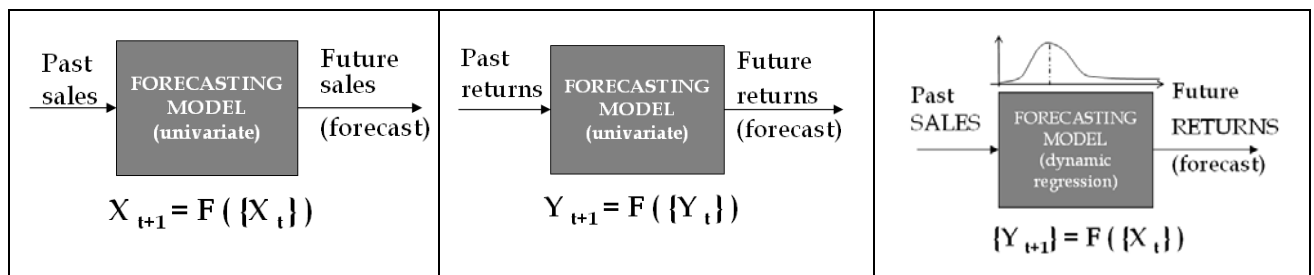 Past
sales
FORECASTING
MODEL
(univariate)
Future
sales
(forecast)
X t+1 = F ( {X t} )
Past
returns
FORECASTING
MODEL
(univariate)
Future
returns
(forecast)
Y t+1 = F ( {Y t} )
Past
SALES
FORECASTING
MODEL
(dynamic
regression)
Future
RETURNS
(forecast)
{Y t+1} = F ( {X t} )